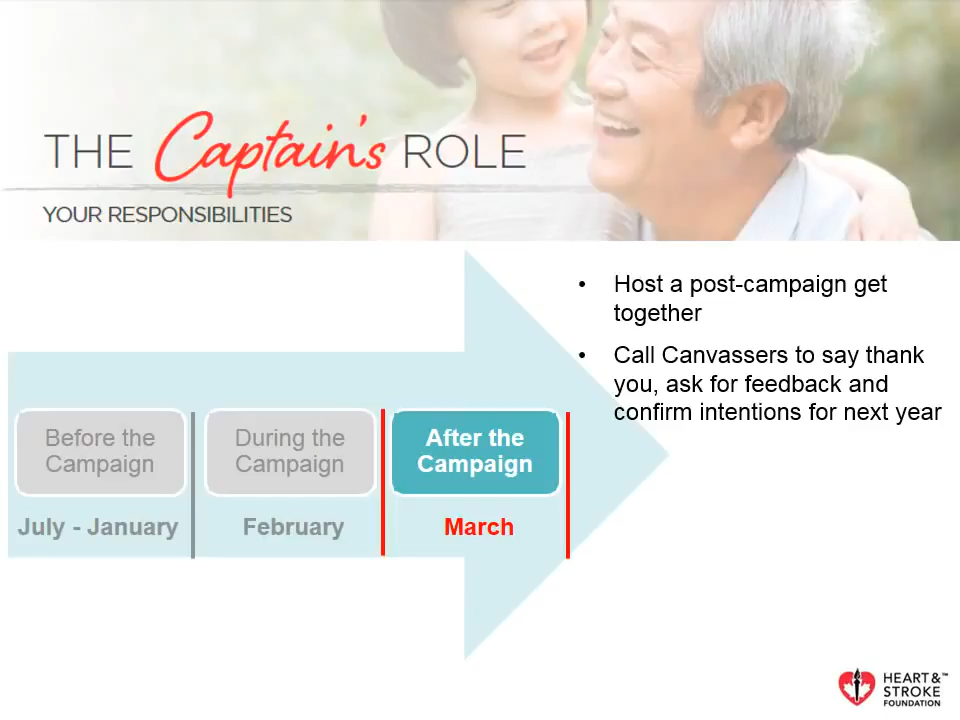 THE Captain's ROLE
YOUR RESPONSIBILITIES
• Host a post-campaign get
together
• Call Canvassers to say thank
you, ask for feedback and
confirm intentions for next year
Before the
Campaign
July - January
During the
Campaign
February
After the
Campaign
March
HEART &™
STROKE
FOUNDATION